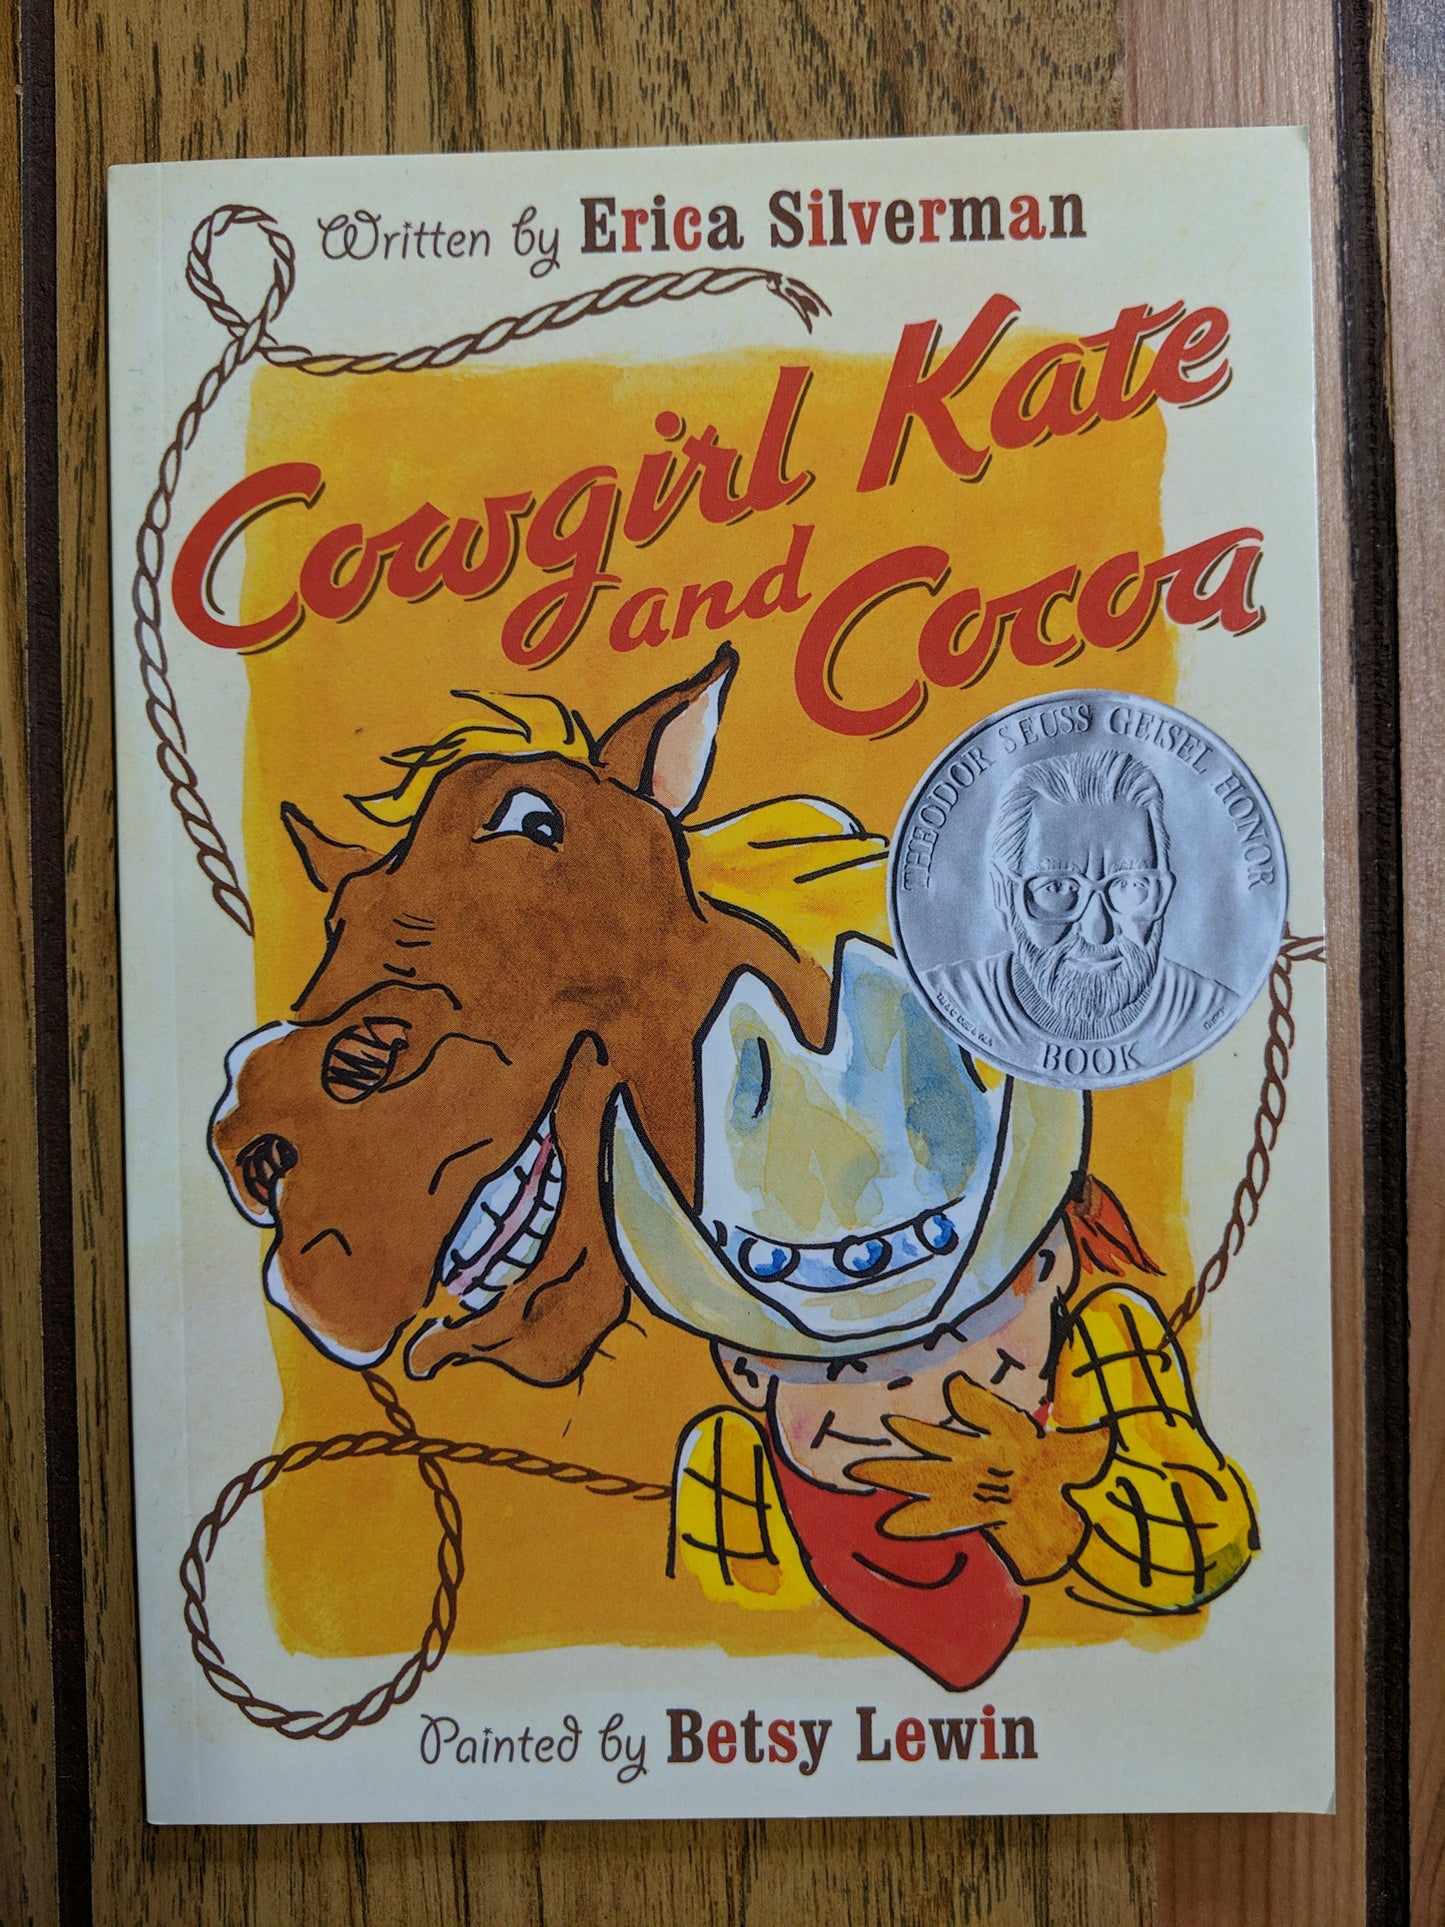 Written by Erica Silverman
Cowgirl Kate
and Cocoa
THEODOR SEUSS GEISEL HONOR
BOOK
Painted by Betsy Lewin